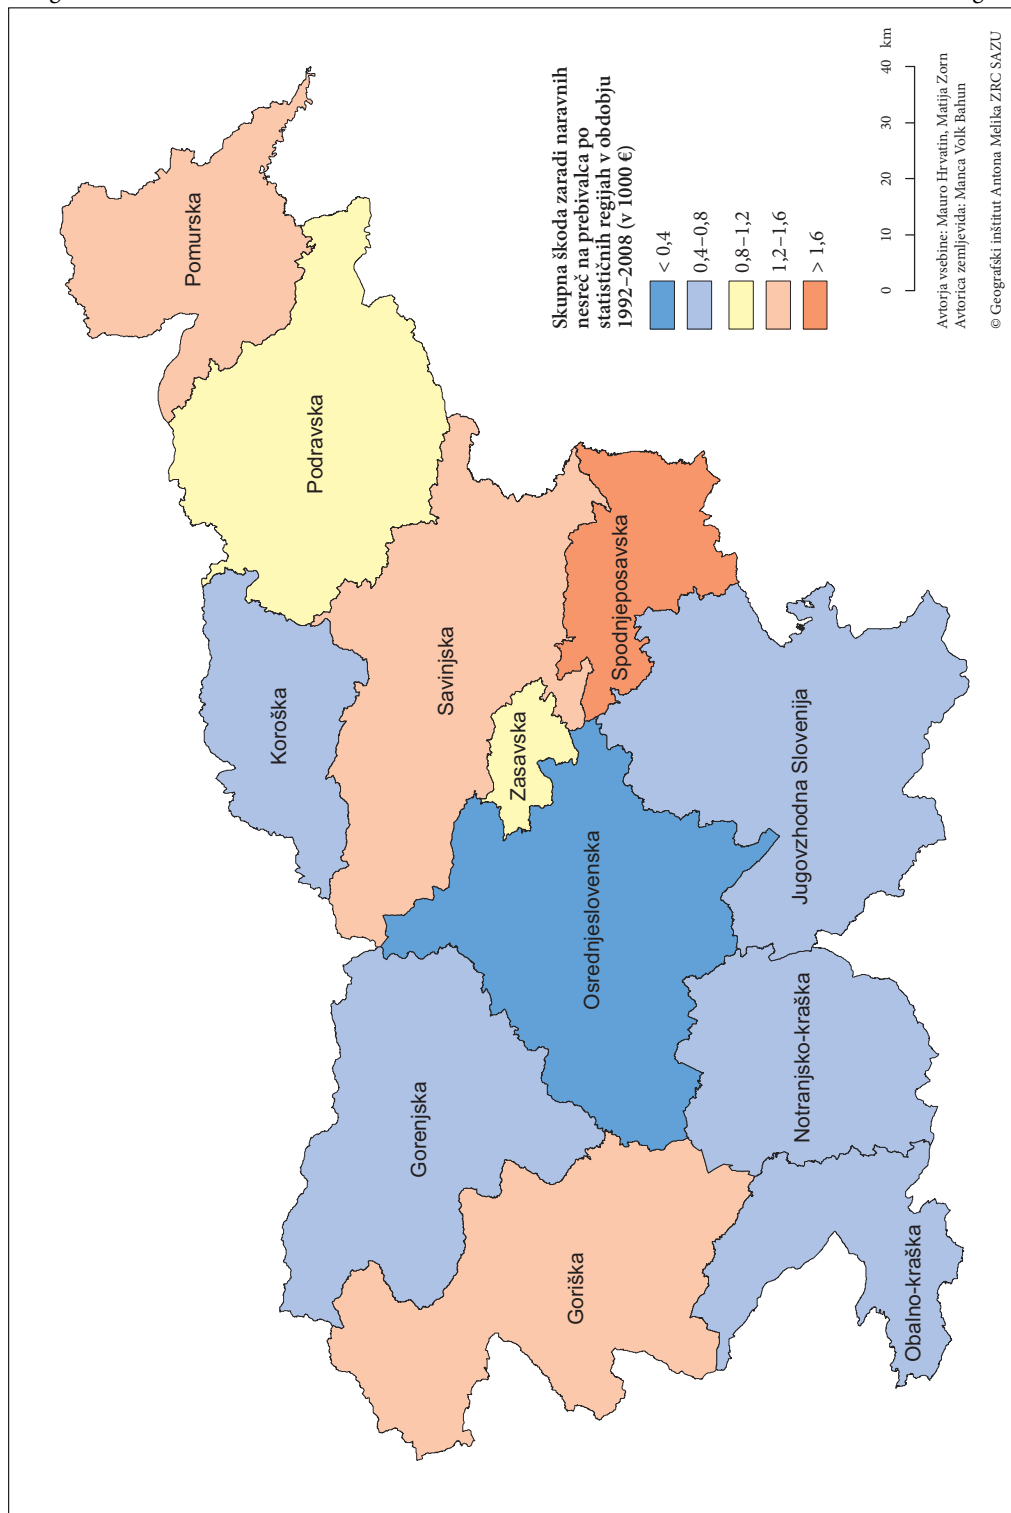 Pomurska
Podravska
Koroška
Savinjska
Zasavska
Spodnjeposavska
Osrednjeslovenska
Jugovzhodna Slovenija
Gorenjska
Notranjsko-kraška
Goriška
Obalno-kraška
Skupna škoda zaradi naravnih
nesreč na prebivalca po
statističnih regijah v obdobju
1992–2008 (v 1000 €)
< 0,4
0,4–0,8
0,8–1,2
1,2–1,6
> 1,6
0 10 20 30 40 km
Avtorja vsebine: Mauro Hrvatin, Matija Zorn
Avtorica zemljevida: Manca Volk Bahun
© Geografski inštitut Antona Melika ZRC SAZU